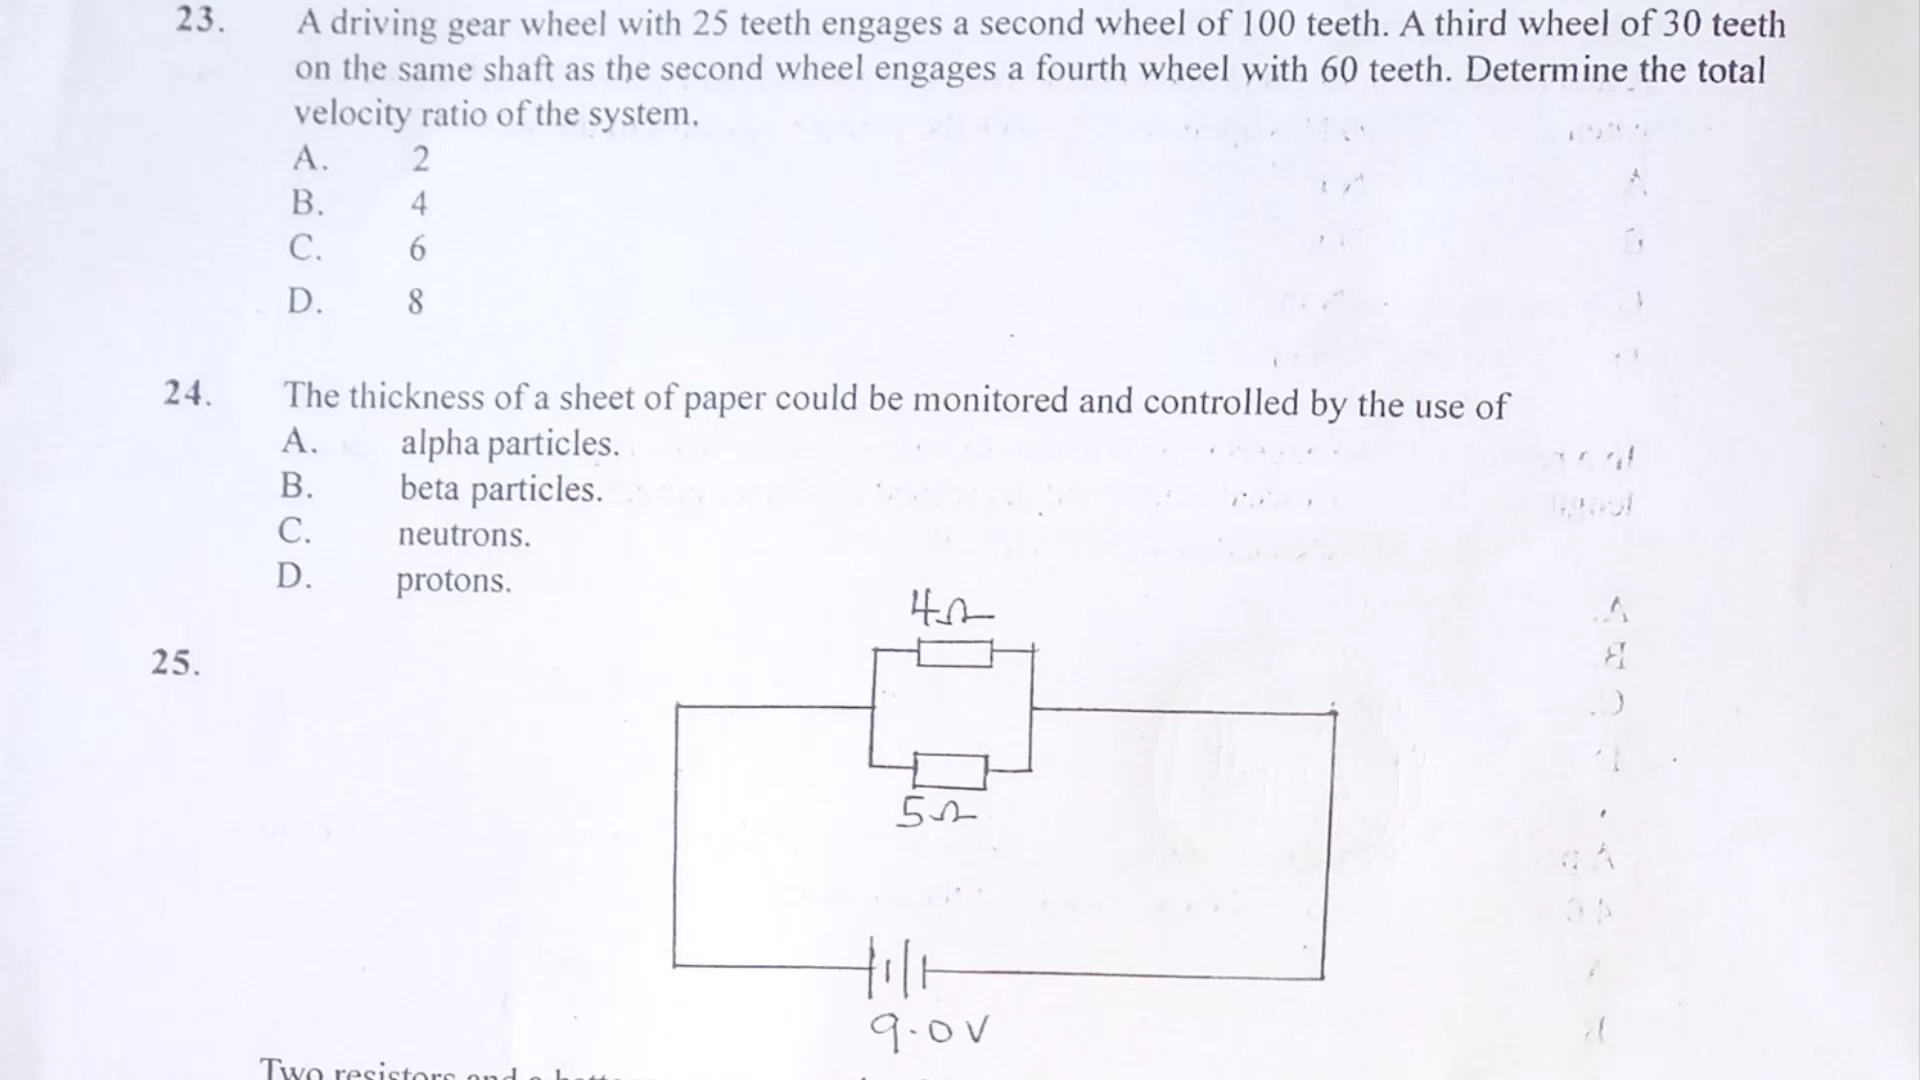 23. A driving gear wheel with 25 teeth engages a second wheel of 100 teeth. A third wheel of 30 teeth
on the same shaft as the second wheel engages a fourth wheel with 60 teeth. Determine the total
velocity ratio of the system.
A. 2
B. 4
C. 6
D. 8
24. The thickness of a sheet of paper could be monitored and controlled by the use of
A. alpha particles.
B. beta particles.
C. neutrons.
D. protons.
4Ω
25.
5Ω
9.0V
Two resistors and a